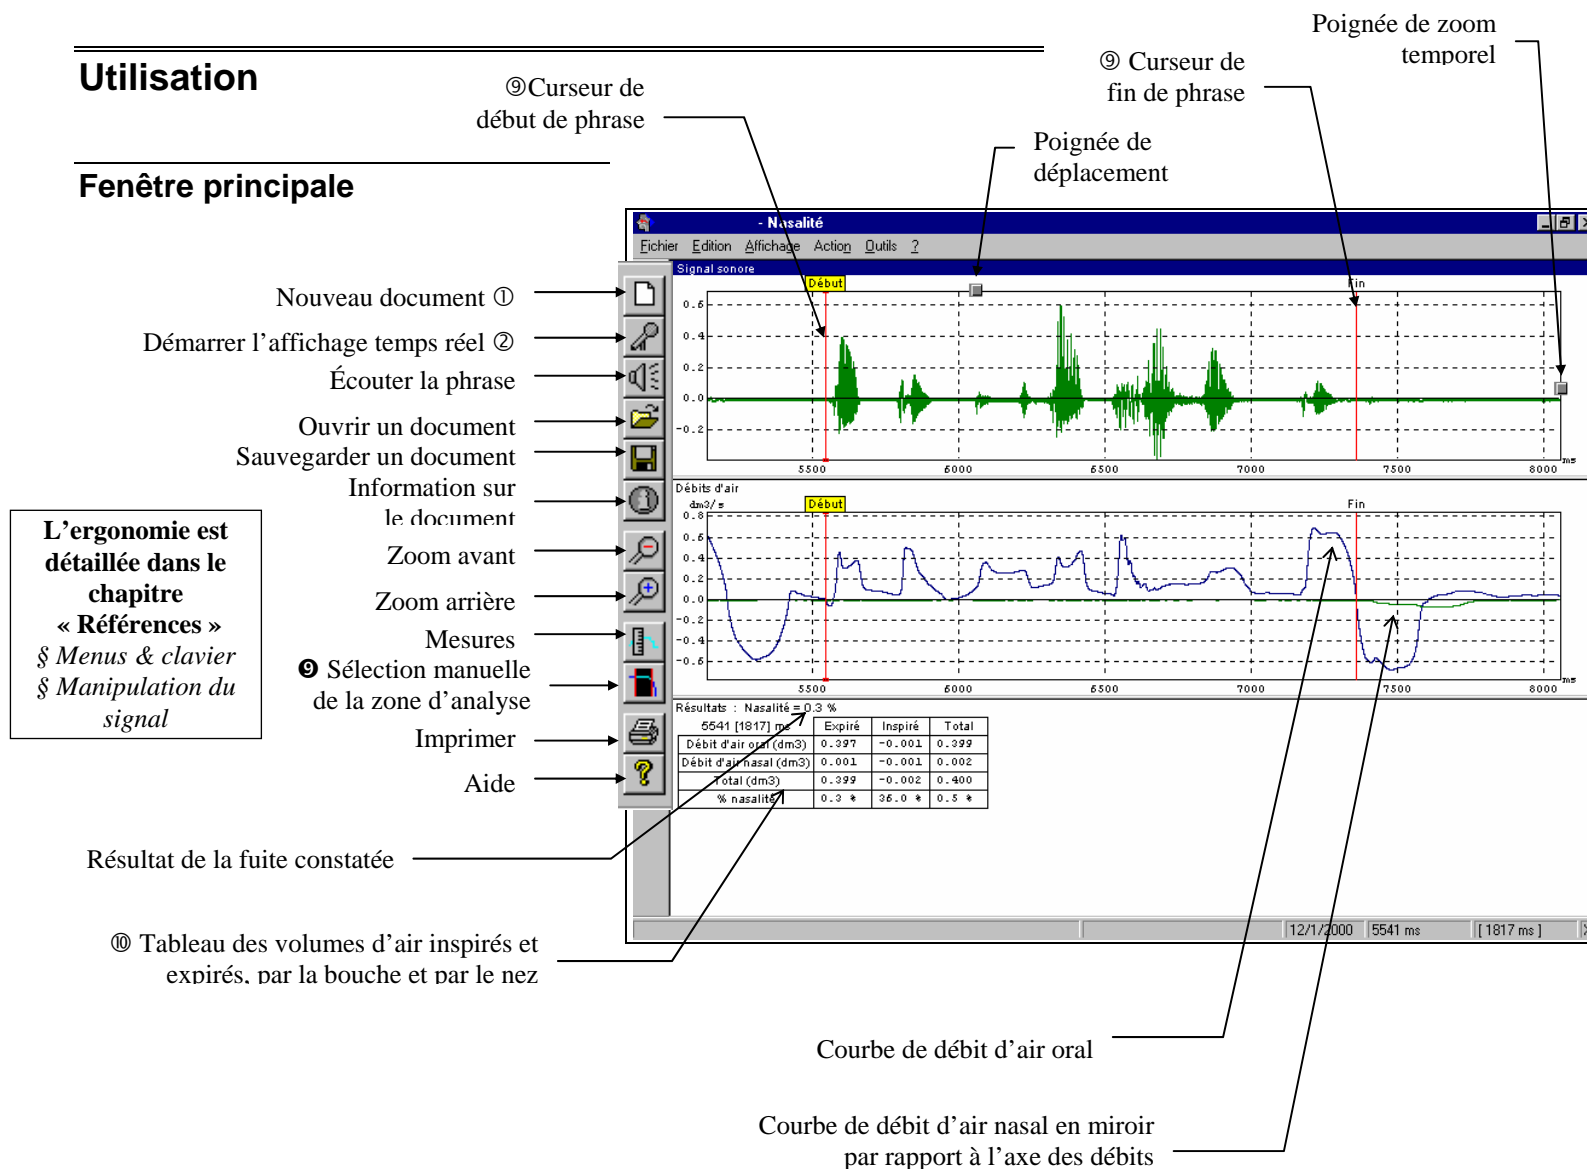 Utilisation
Fenêtre principale
⑨Curseur de
début de phrase
Poignée de
déplacement
⑨ Curseur de
fin de phrase
Poignée de zoom
temporel
Nouveau document ①
Démarrer l’affichage temps réel ②
Écouter la phrase
Ouvrir un document
Sauvegarder un document
Information sur
le document
Zoom avant
Zoom arrière
Mesures
❾ Sélection manuelle
de la zone d’analyse
Imprimer
Aide
L’ergonomie est
détaillée dans le
chapitre
« Références »
§ Menus & clavier
§ Manipulation du
signal
Résultat de la fuite constatée
⑩ Tableau des volumes d’air inspirés et
expirés, par la bouche et par le nez
Courbe de débit d’air oral
Courbe de débit d’air nasal en miroir
par rapport à l’axe des débits
- Nasalité
Fichier Edition Affichage Action Outils ?
Signal sonore
Début
Fin
0.6
0.4
0.2
0.0
-0.2
5500 6000 6500 7000 7500 8000 ms
Débits d'air
dm3/s
Début
Fin
0.8
0.6
0.4
0.2
0.0
-0.2
-0.4
-0.6
5500 6000 6500 7000 7500 8000 ms
Résultats : Nasalité = 0.3 %
5541 [1817] ms Expiré Inspiré Total
Débit d'air oral (dm3) 0.397 -0.001 0.399
Débit d'air nasal (dm3) 0.001 -0.001 0.002
Total (dm3) 0.399 -0.002 0.400
% nasalité 0.3 % 36.0 % 0.5 %
12/1/2000 5541 ms [ 1817 ms ]